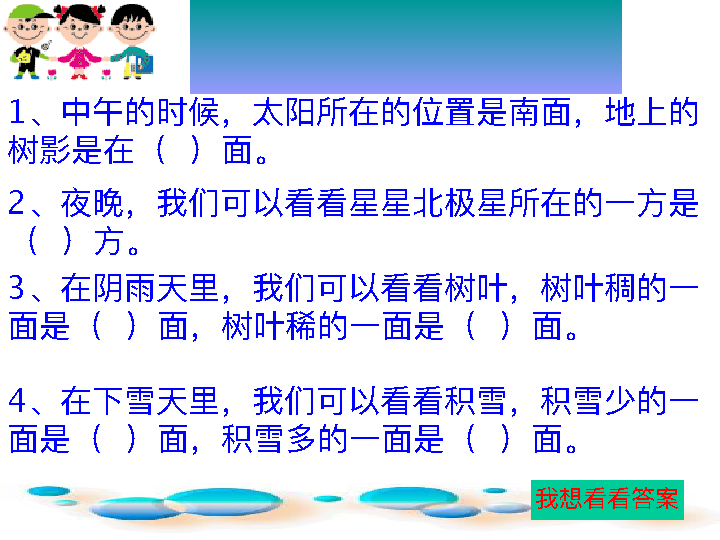 1、中午的时候，太阳所在的位置是南面，地上的
树影是在（  ）面。
2、夜晚，我们可以看看星星北极星所在的一方是
（  ）方。
3、在阴雨天里，我们可以看看树叶，树叶稠的一
面是（  ）面，树叶稀的一面是（  ）面。
4、在下雪天里，我们可以看看积雪，积雪少的一
面是（  ）面，积雪多的一面是（  ）面。
我想看看答案